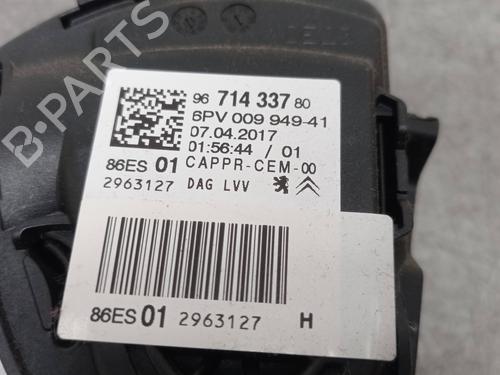 96 714 337 80
6PV 009 949-41
07.04.2017
01:56:44 / 01
86ES 01 CAPPR-CEM-00
2963127 DAG LVV
86ES 01 2963127 H